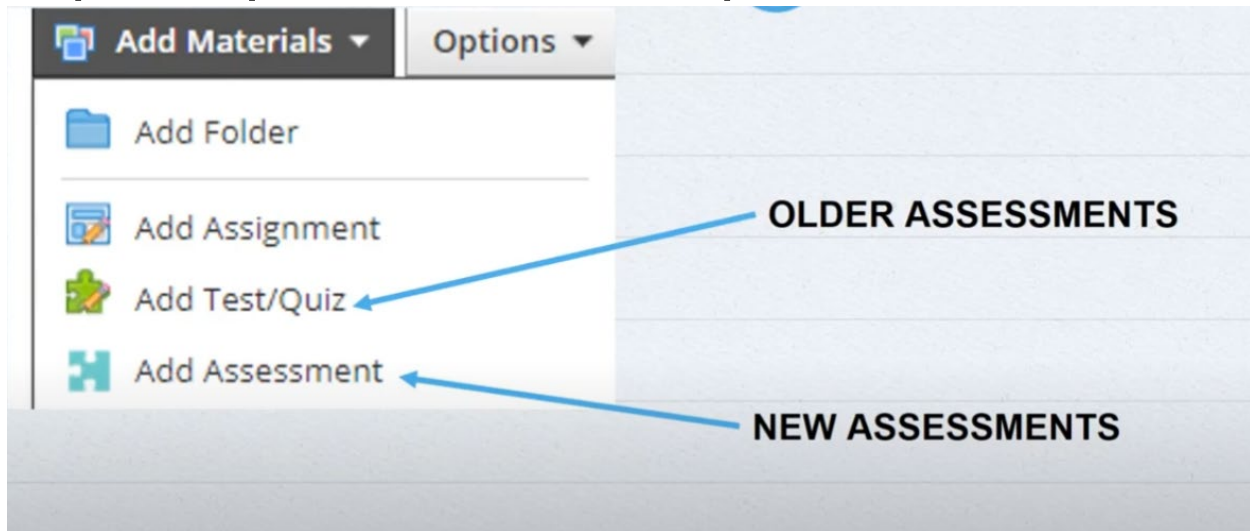 Add Materials Options
Add Folder
Add Assignment
OLDER ASSESSMENTS
Add Test/Quiz
Add Assessment
NEW ASSESSMENTS